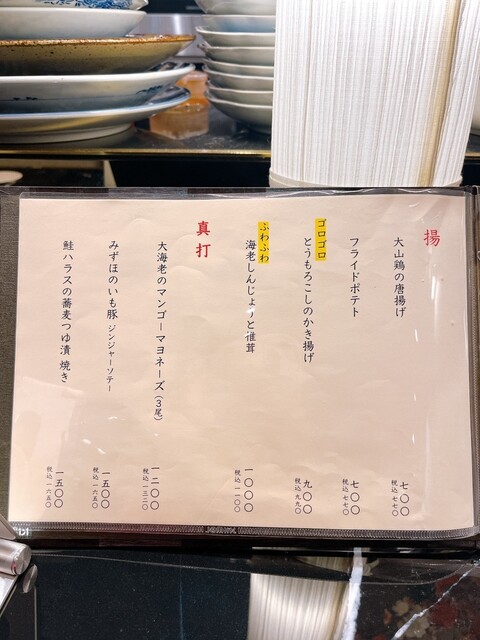 揚
大山鶏の唐揚げ
七〇〇
税込 七七〇
フライドポテト
七〇〇
税込 七七〇
ゴロゴロ
とうもろこしのかき揚げ
九〇〇
税込 九九〇
ふわふわ
海老しんじょうと椎茸
一〇〇〇
税込 一一〇〇
真打
大海老のマンゴーマヨネーズ（3尾）
一二〇〇
税込 一三二〇
みずほのいも豚 ジンジャーソテー
一五〇〇
税込 一六五〇
鮭ハラスの蕎麦つゆ漬 焼き
一五〇〇
税込 一六五〇